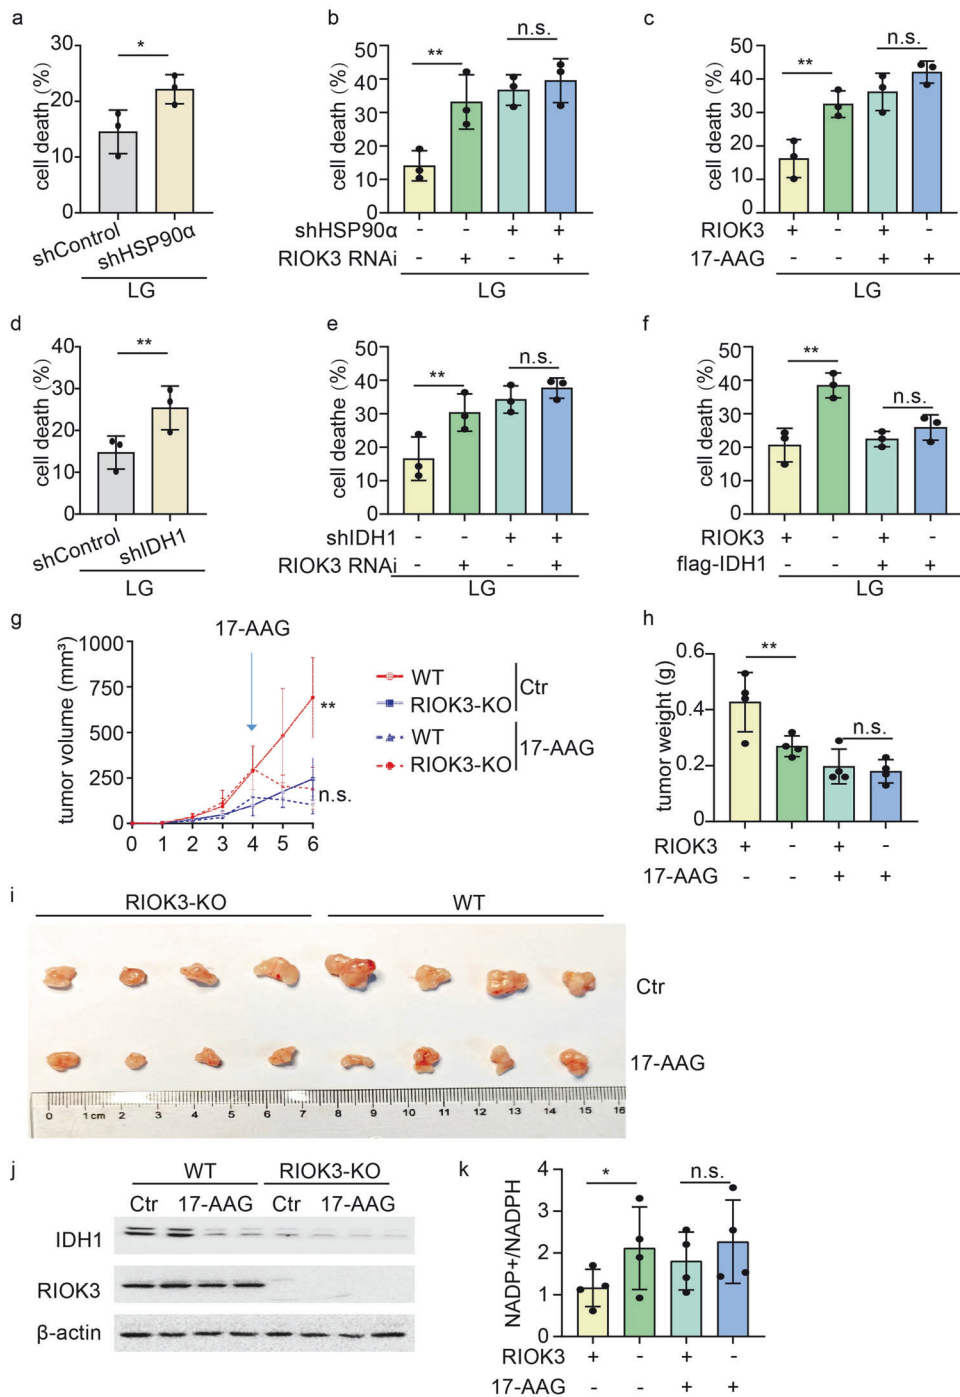 a
*
30
20
10
0
cell death (%)
shControl
shHSP90α
LG
b
**
n.s.
50
40
30
20
10
0
cell death (%)
shHSP90α - - + +
RIOK3 RNAi - + - +
LG
c
**
n.s.
50
40
30
20
10
0
cell death (%)
RIOK3 + - + -
17-AAG - - + +
LG
d
**
40
30
20
10
0
cell death (%)
shControl
shIDH1
LG
e
**
n.s.
50
40
30
20
10
0
cell deathe (%)
shIDH1 - - + +
RIOK3 RNAi - + - +
LG
f
**
n.s.
50
40
30
20
10
0
cell death (%)
RIOK3 + - + -
flag-IDH1 - - + +
LG
g
17-AAG
1000
750
500
250
0
tumor volume (mm³)
0 1 2 3 4 5 6
**
n.s.
WT
RIOK3-KO
Ctr
WT
RIOK3-KO
17-AAG
h
**
n.s.
0.6
0.4
0.2
0
tumor weight (g)
RIOK3 + - + -
17-AAG - - + +
i
RIOK3-KO WT
Ctr
17-AAG
0 1cm 2 3 4 5 6 7 8 9 10 11 12 13 14 15 16
j
WT RIOK3-KO
Ctr 17-AAG Ctr 17-AAG
IDH1
RIOK3
β-actin
k
*
n.s.
4
3
2
1
0
NADP+/NADPH
RIOK3 + - + -
17-AAG - - + +